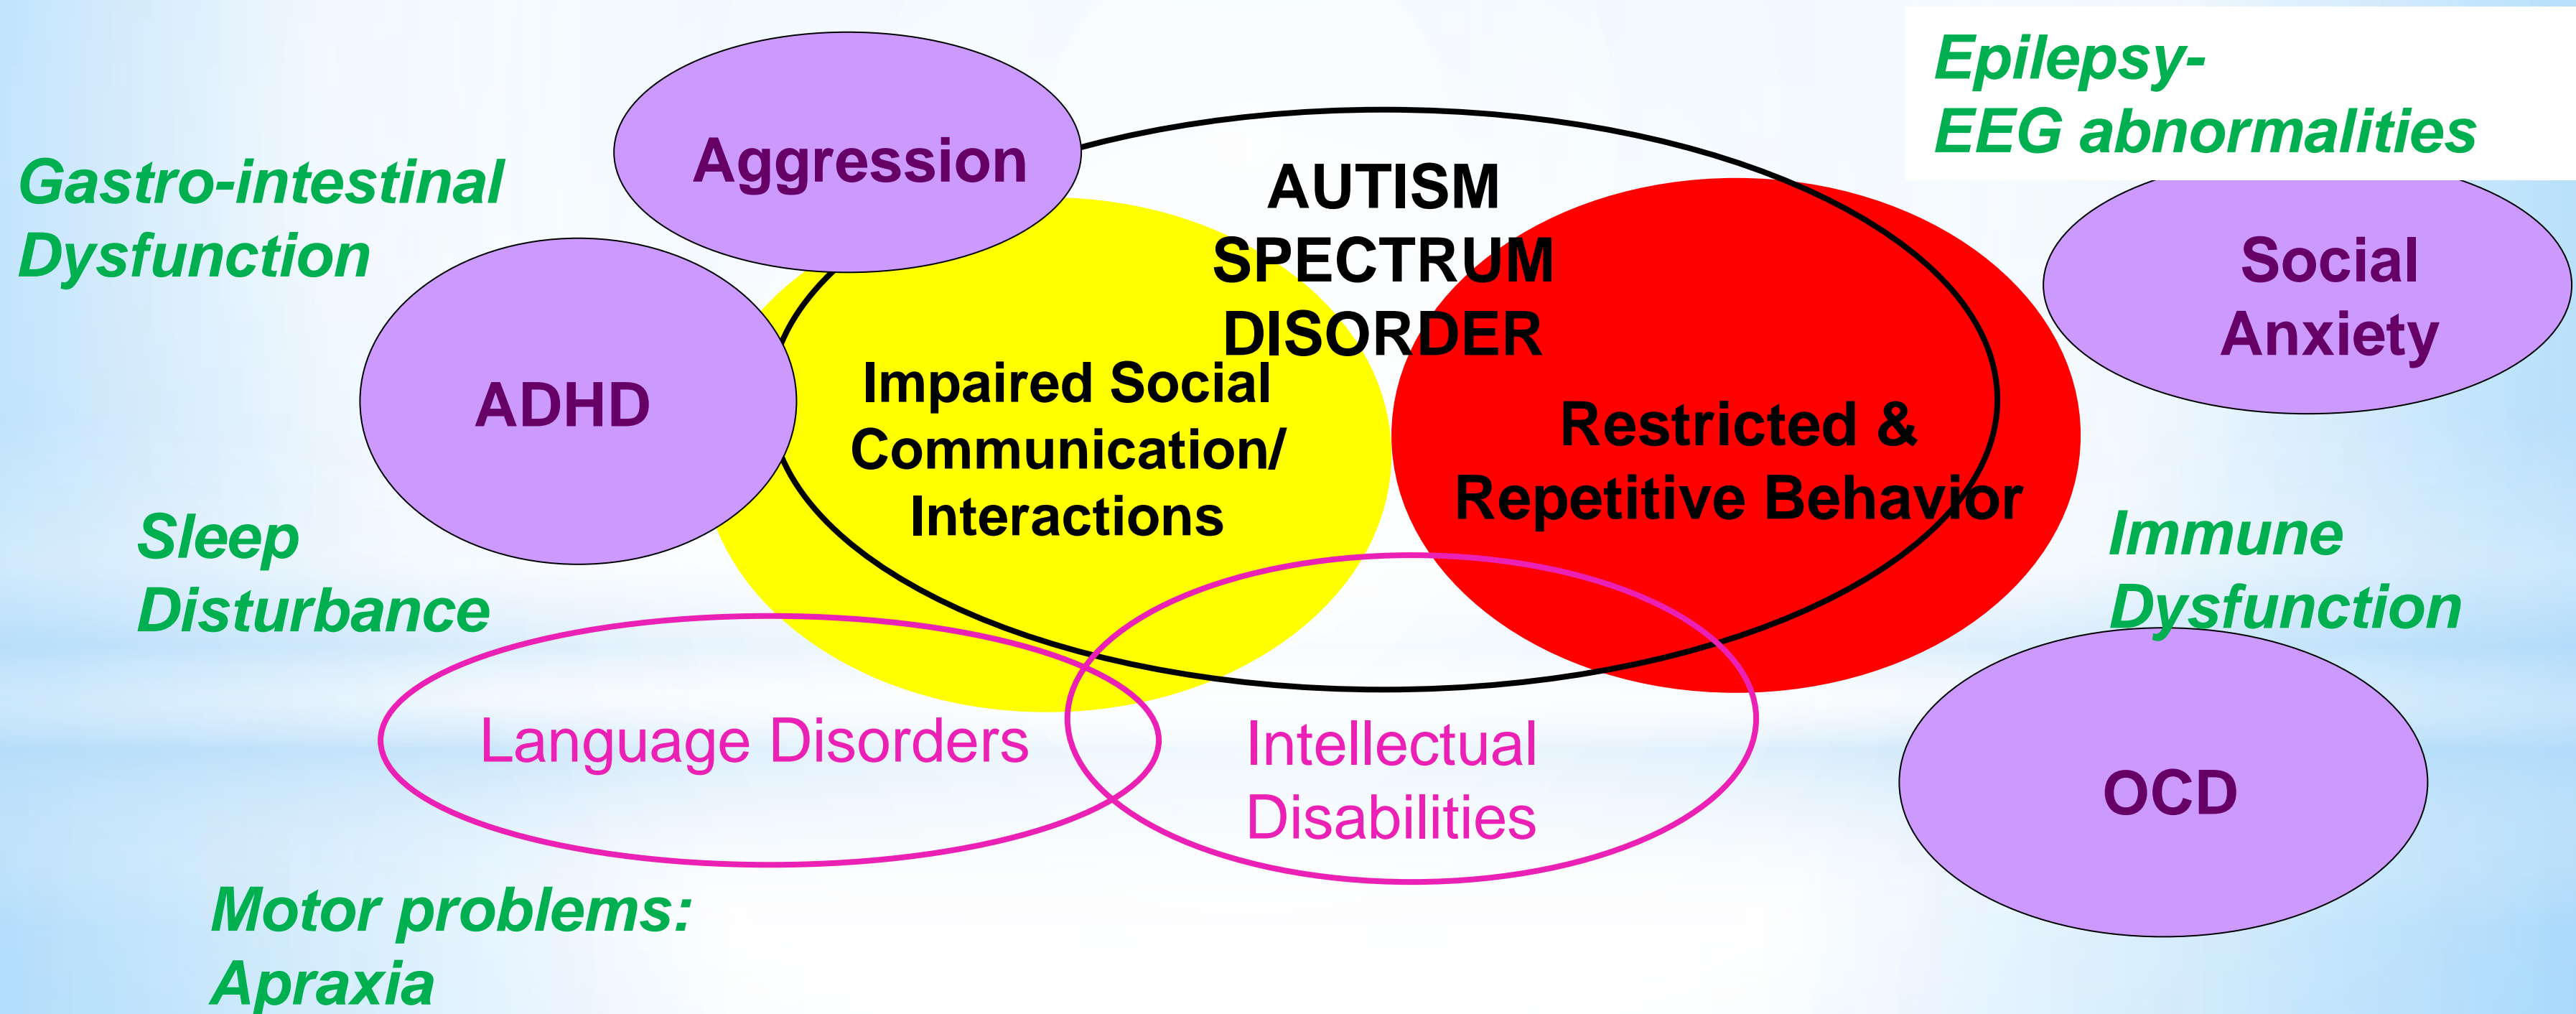 Epilepsy-
EEG abnormalities
Aggression
Gastro-intestinal
Dysfunction
AUTISM
SPECTRUM
DISORDER
Social
Anxiety
ADHD
Impaired Social
Communication/
Interactions
Restricted &
Repetitive Behavior
Sleep
Disturbance
Immune
Dysfunction
Language Disorders
Intellectual
Disabilities
OCD
Motor problems:
Apraxia